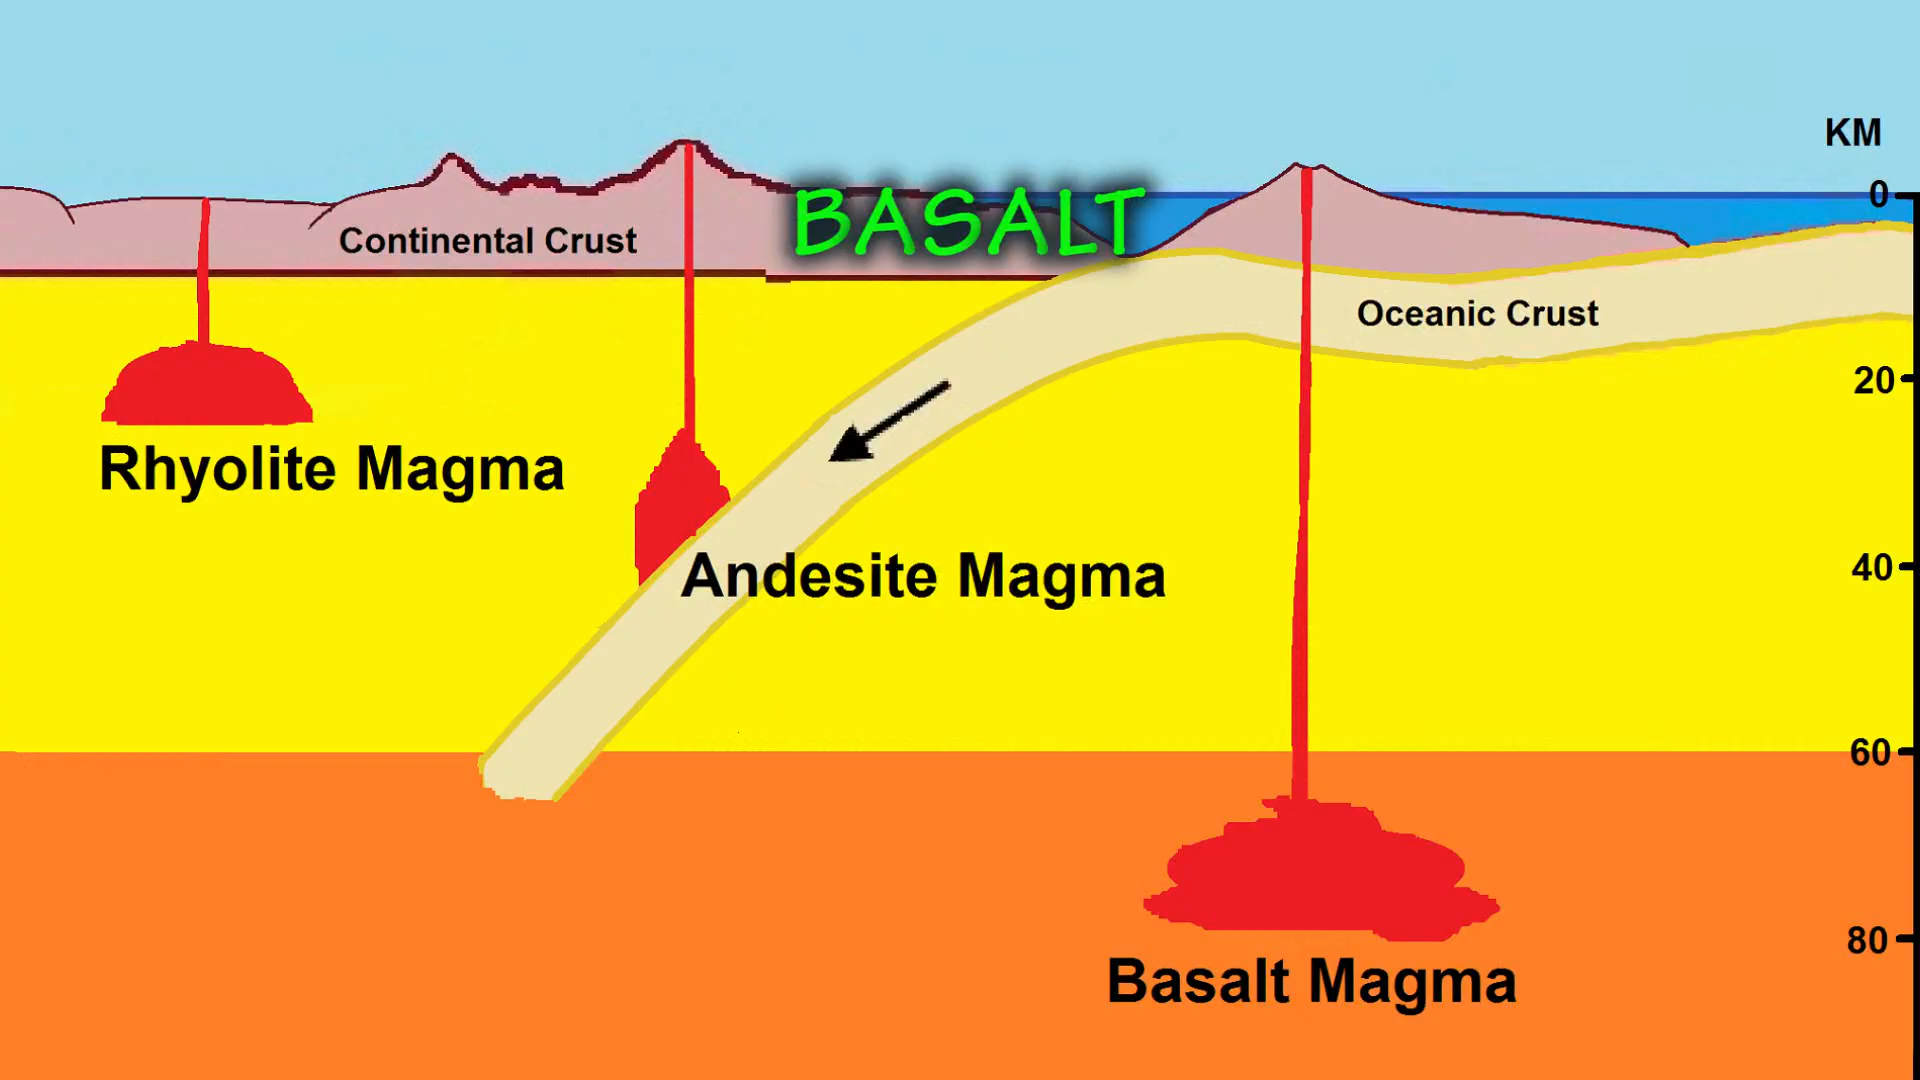 KM
BASALT
0
Continental Crust
Oceanic Crust
20
Rhyolite Magma
40
Andesite Magma
60
80
Basalt Magma